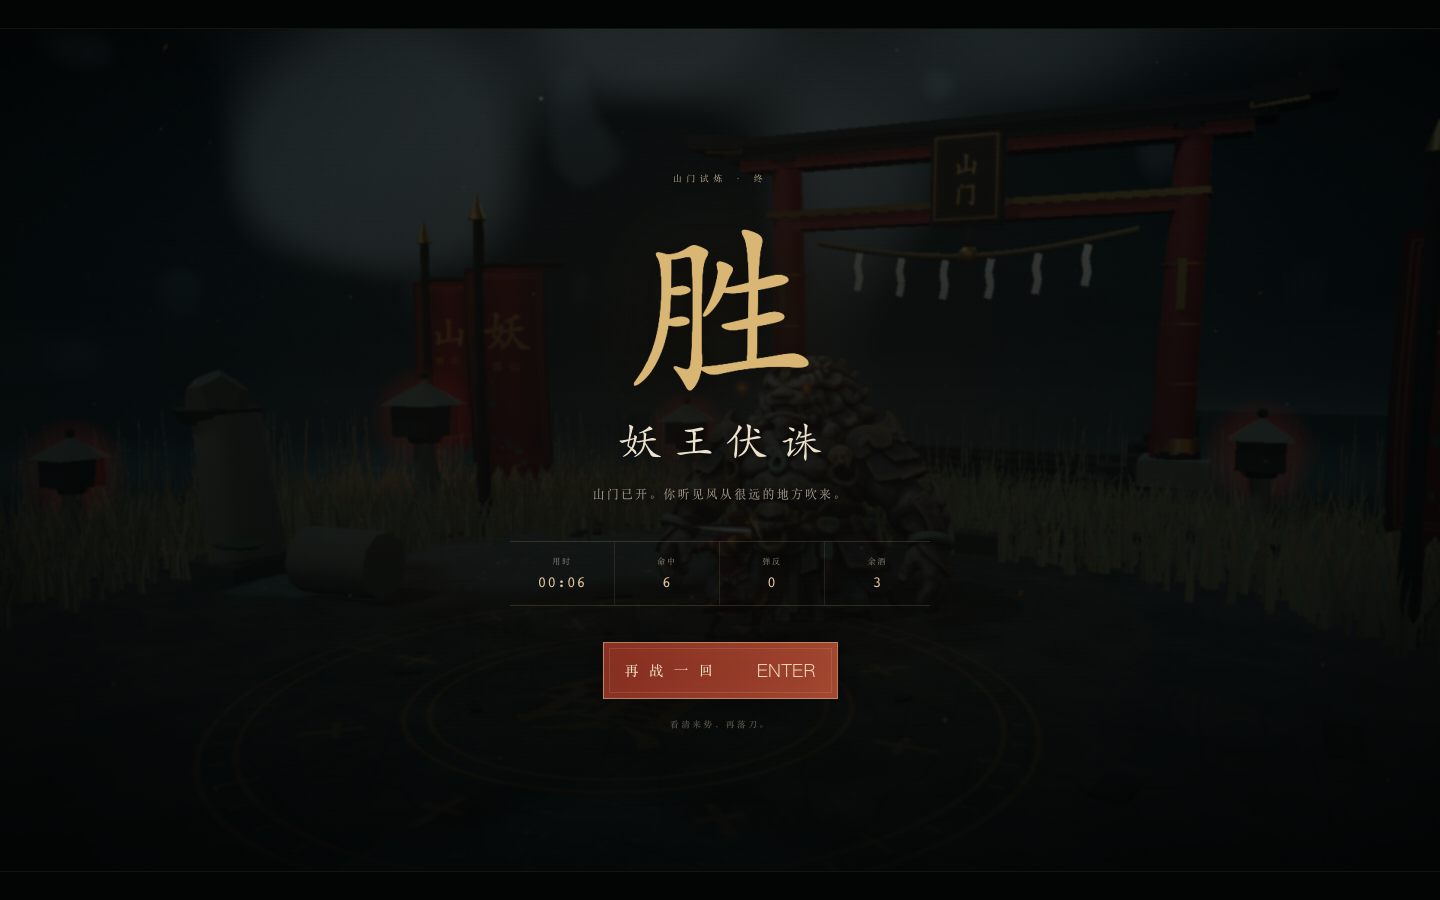 山门试炼 · 终
山门
胜
山 妖
妖王伏诛
山门已开。你听见风从很远的地方吹来。
用时 命中 弹反 余酒
00:06 6 0 3
再战一回 ENTER
看清来势，再落刀。